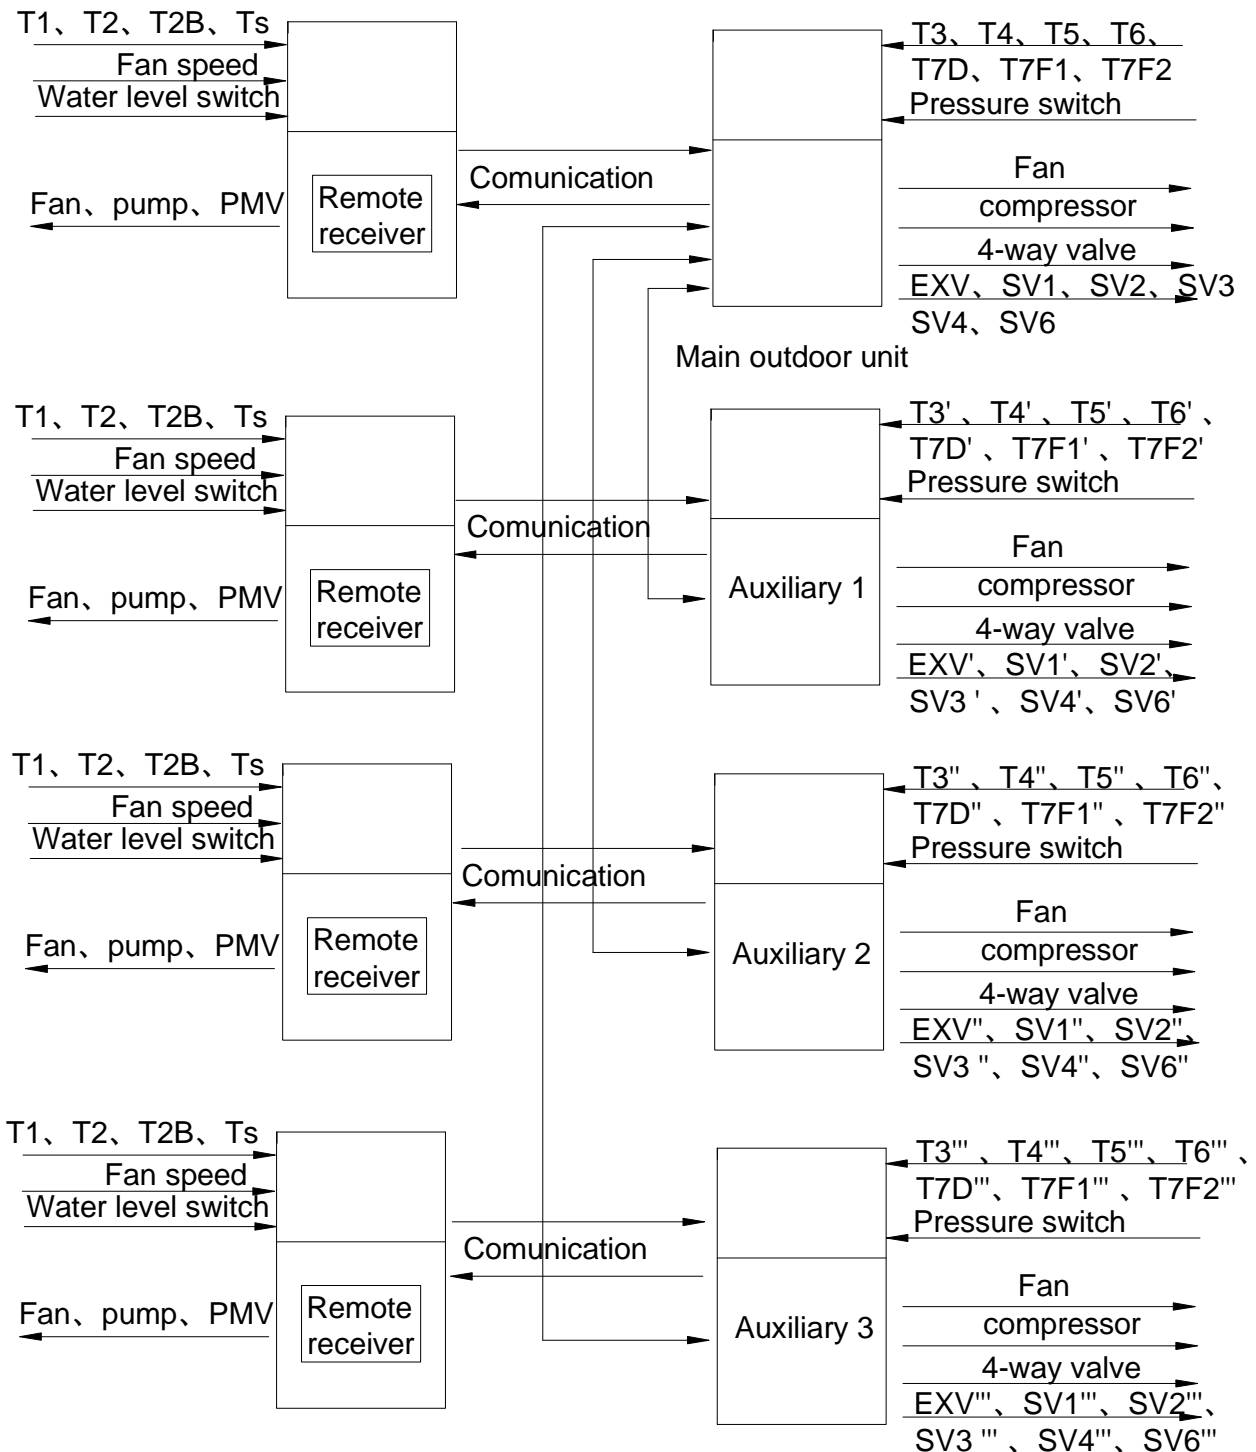 T1、T2、T2B、Ts
Fan speed
Water level switch
Fan、pump、PMV
Remote
receiver
Comunication
T3、T4、T5、T6、
T7D、T7F1、T7F2
Pressure switch
Fan
compressor
4-way valve
EXV、SV1、SV2、SV3
SV4、SV6
Main outdoor unit
T1、T2、T2B、Ts
Fan speed
Water level switch
Fan、pump、PMV
Remote
receiver
Comunication
Auxiliary 1
T3' 、T4' 、T5' 、T6' 、
T7D' 、T7F1' 、T7F2'
Pressure switch
Fan
compressor
4-way valve
EXV'、SV1'、SV2'、
SV3 ' 、SV4'、SV6'
T1、T2、T2B、Ts
Fan speed
Water level switch
Fan、pump、PMV
Remote
receiver
Comunication
Auxiliary 2
T3" 、T4"、T5" 、T6"、
T7D" 、T7F1" 、T7F2"
Pressure switch
Fan
compressor
4-way valve
EXV"、SV1"、SV2"、
SV3 "、SV4"、SV6"
T1、T2、T2B、Ts
Fan speed
Water level switch
Fan、pump、PMV
Remote
receiver
Comunication
Auxiliary 3
T3''' 、T4'''、T5'''、T6''' 、
T7D'''、T7F1''' 、T7F2'''
Pressure switch
Fan
compressor
4-way valve
EXV'''、SV1'''、SV2'''、
SV3 ''' 、SV4'''、SV6'''